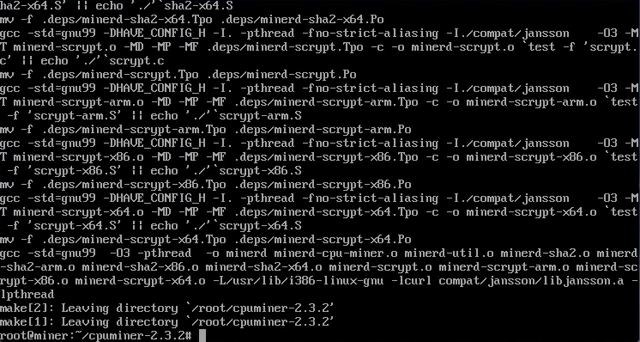 ha2-x64.S' || echo './'`sha2-x64.S
mv -f .deps/minerd-sha2-x64.Tpo .deps/minerd-sha2-x64.Po
gcc -std=gnu99 -DHAVE_CONFIG_H -I. -pthread -fno-strict-aliasing -I./compat/jansson    -O3 -M
T minerd-scrypt.o -MD -MP -MF .deps/minerd-scrypt.Tpo -c -o minerd-scrypt.o `test -f 'scrypt.
c' || echo './'`scrypt.c
mv -f .deps/minerd-scrypt.Tpo .deps/minerd-scrypt.Po
gcc -std=gnu99 -DHAVE_CONFIG_H -I. -pthread -fno-strict-aliasing -I./compat/jansson    -O3 -M
T minerd-scrypt-arm.o -MD -MP -MF .deps/minerd-scrypt-arm.Tpo -c -o minerd-scrypt-arm.o `test
 -f 'scrypt-arm.S' || echo './'`scrypt-arm.S
mv -f .deps/minerd-scrypt-arm.Tpo .deps/minerd-scrypt-arm.Po
gcc -std=gnu99 -DHAVE_CONFIG_H -I. -pthread -fno-strict-aliasing -I./compat/jansson    -O3 -M
T minerd-scrypt-x86.o -MD -MP -MF .deps/minerd-scrypt-x86.Tpo -c -o minerd-scrypt-x86.o `test
 -f 'scrypt-x86.S' || echo './'`scrypt-x86.S
mv -f .deps/minerd-scrypt-x86.Tpo .deps/minerd-scrypt-x86.Po
gcc -std=gnu99 -DHAVE_CONFIG_H -I. -pthread -fno-strict-aliasing -I./compat/jansson    -O3 -M
T minerd-scrypt-x64.o -MD -MP -MF .deps/minerd-scrypt-x64.Tpo -c -o minerd-scrypt-x64.o `test
 -f 'scrypt-x64.S' || echo './'`scrypt-x64.S
mv -f .deps/minerd-scrypt-x64.Tpo .deps/minerd-scrypt-x64.Po
gcc -std=gnu99  -O3 -pthread  -o minerd minerd-cpu-miner.o minerd-util.o minerd-sha2.o minerd
-sha2-arm.o minerd-sha2-x86.o minerd-sha2-x64.o minerd-scrypt.o minerd-scrypt-arm.o minerd-sc
rypt-x86.o minerd-scrypt-x64.o -L/usr/lib/i386-linux-gnu -lcurl compat/jansson/libjansson.a -
lpthread
make[2]: Leaving directory `/root/cpuminer-2.3.2'
make[1]: Leaving directory `/root/cpuminer-2.3.2'
root@miner:~/cpuminer-2.3.2#